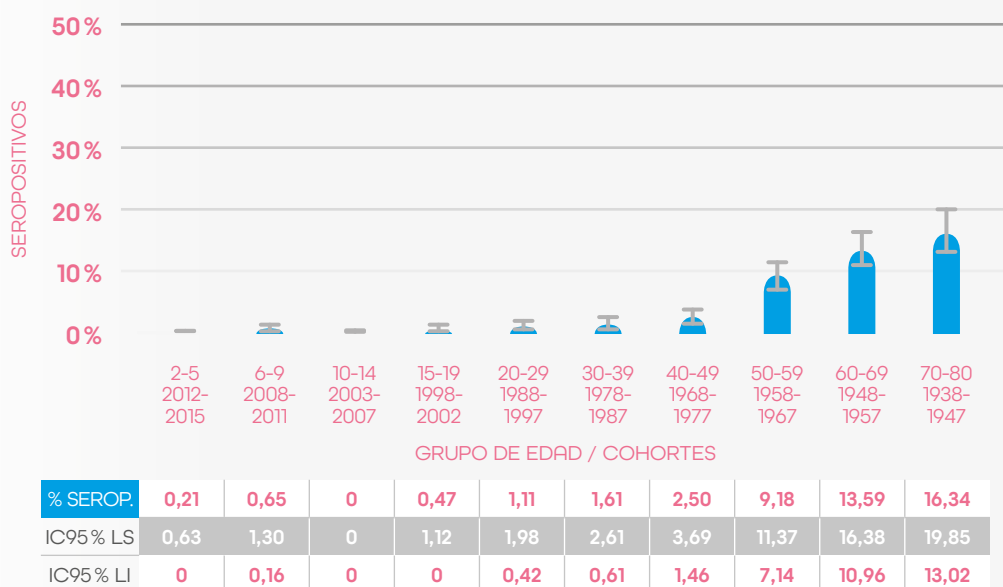 50%
40%
30%
20%
10%
0%
SEROPOSITIVOS
2-5 6-9 10-14 15-19 20-29 30-39 40-49 50-59 60-69 70-80
2012- 2008- 2003- 1998- 1988- 1978- 1968- 1958- 1948- 1938-
2015 2011 2007 2002 1997 1987 1977 1967 1957 1947
GRUPO DE EDAD / COHORTES
% SEROP. 0,21 0,65 0 0,47 1,11 1,61 2,50 9,18 13,59 16,34
IC95% LS 0,63 1,30 0 1,12 1,98 2,61 3,69 11,37 16,38 19,85
IC95% LI 0 0,16 0 0 0,42 0,61 1,46 7,14 10,96 13,02